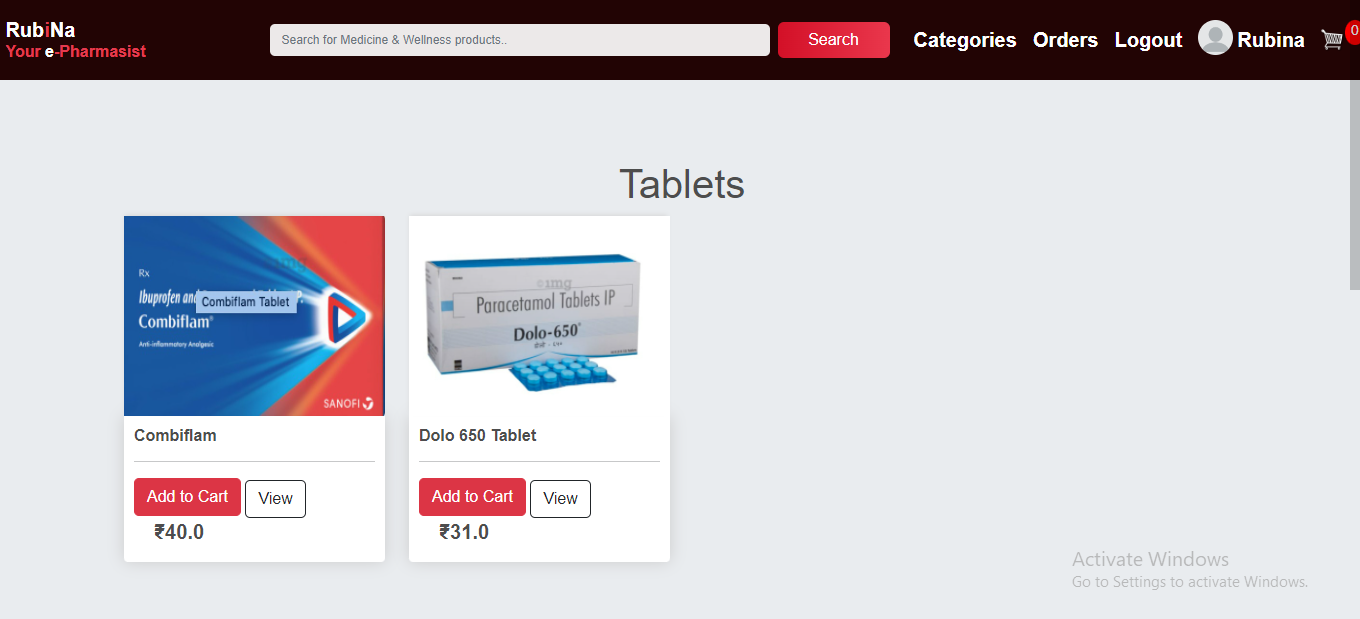 RubiNa
Your e-Pharmasist
Search for Medicine & Wellness products..
Search
Categories
Orders
Logout
Rubina
0
Tablets
Rx
Ibuprofen and
P.
Combiflam Tablet
Combiflam®
Anti-inflammatory Analgesic
SANOFI
1mg
Paracetamol Tablets IP
Dolo-650®
Combiflam
Dolo 650 Tablet
Add to Cart
View
Add to Cart
View
₹40.0
₹31.0
Activate Windows
Go to Settings to activate Windows.